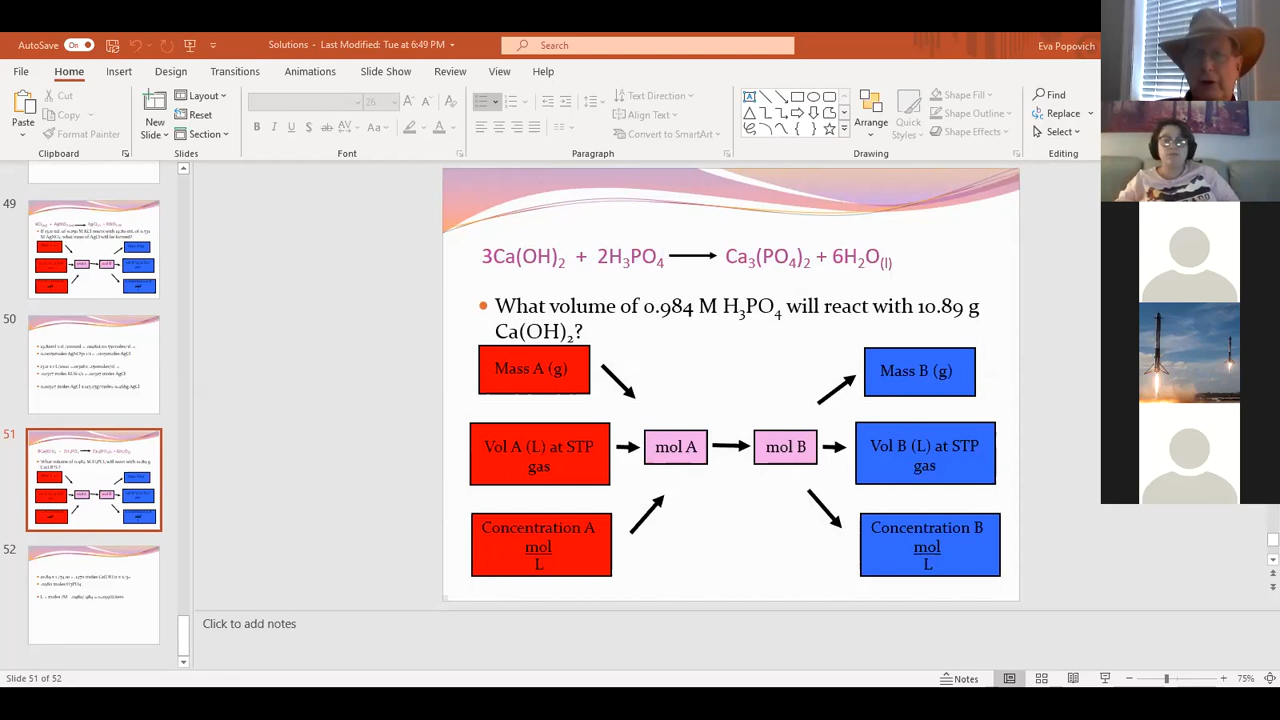 AutoSave On
Solutions - Last Modified: Tue at 6:49 PM
Search
Eva Popovich
File Home Insert Design Transitions Animations Slide Show Review View Help
Paste
Cut
Copy
Format Painter
Clipboard
New Slide
Layout
Reset
Section
Slides
26
B I U S ab AV Aa A
Font
Text Direction
Align Text
Convert to SmartArt
Paragraph
Arrange
Quick Styles
Shape Fill
Shape Outline
Shape Effects
Drawing
Find
Replace
Select
Editing
49
50
51
52
3Ca(OH)₂ + 2H₃PO₄ ⟶ Ca₃(PO₄)₂ + 6H₂O(l)
What volume of 0.984 M H₃PO₄ will react with 10.89 g
Ca(OH)₂?
Mass A (g)
Mass B (g)
Vol A (L) at STP
gas
mol A
mol B
Vol B (L) at STP
gas
Concentration A
mol
L
Concentration B
mol
L
Click to add notes
Slide 51 of 52
Notes
75%